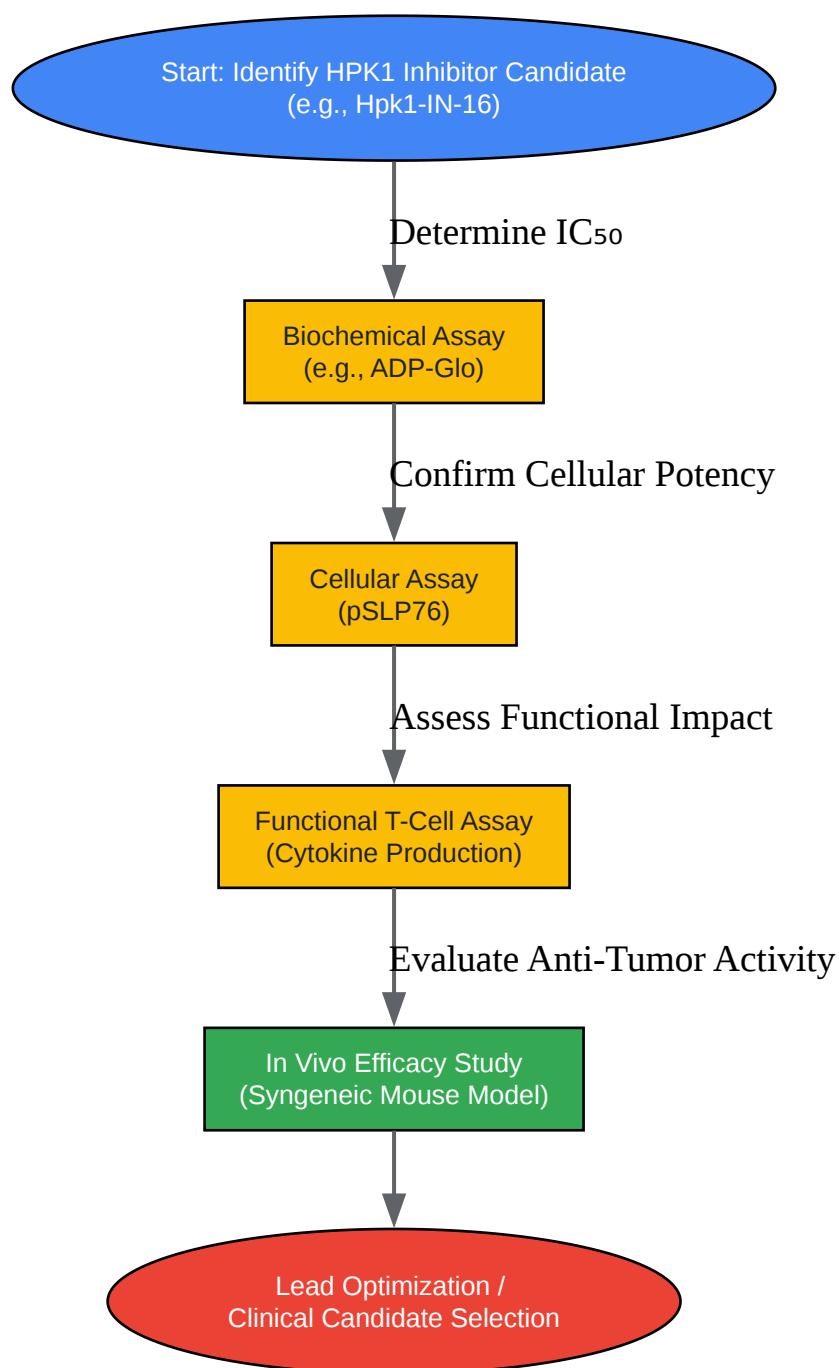 Start: Identify HPK1 Inhibitor Candidate
(e.g., Hpk1-IN-16)
Determine IC₅₀
Biochemical Assay
(e.g., ADP-Glo)
Confirm Cellular Potency
Cellular Assay
(pSLP76)
Assess Functional Impact
Functional T-Cell Assay
(Cytokine Production)
Evaluate Anti-Tumor Activity
In Vivo Efficacy Study
(Syngeneic Mouse Model)
Lead Optimization /
Clinical Candidate Selection